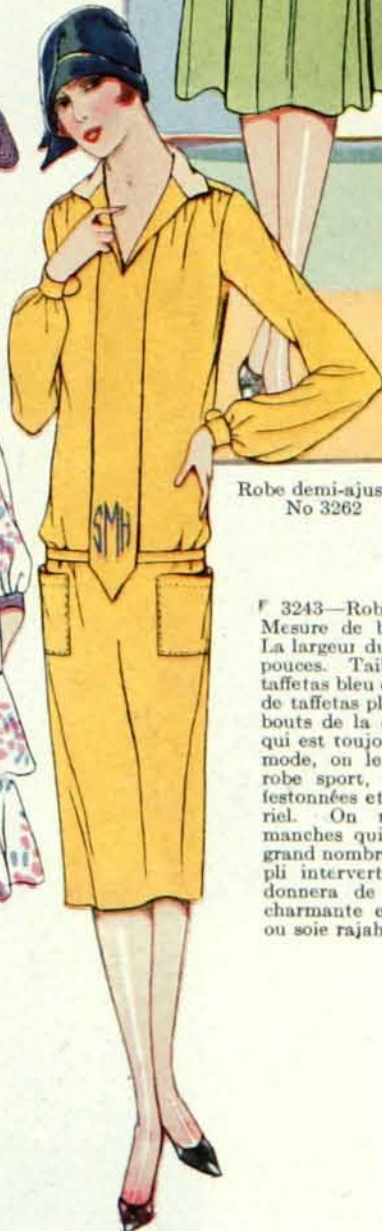 SMH
Robe demi-ajus
No 3262
F 3243—Rob
Mesure de b
La largeur du
pouces. Tail
taffetas bleu
de taffetas pl
bouts de la
qui est toujo
mode, on le
robe sport,
festonnées et
riel. On
manches qui
grand nombr
pli intervert
donnera de
charmante e
ou soie rajah